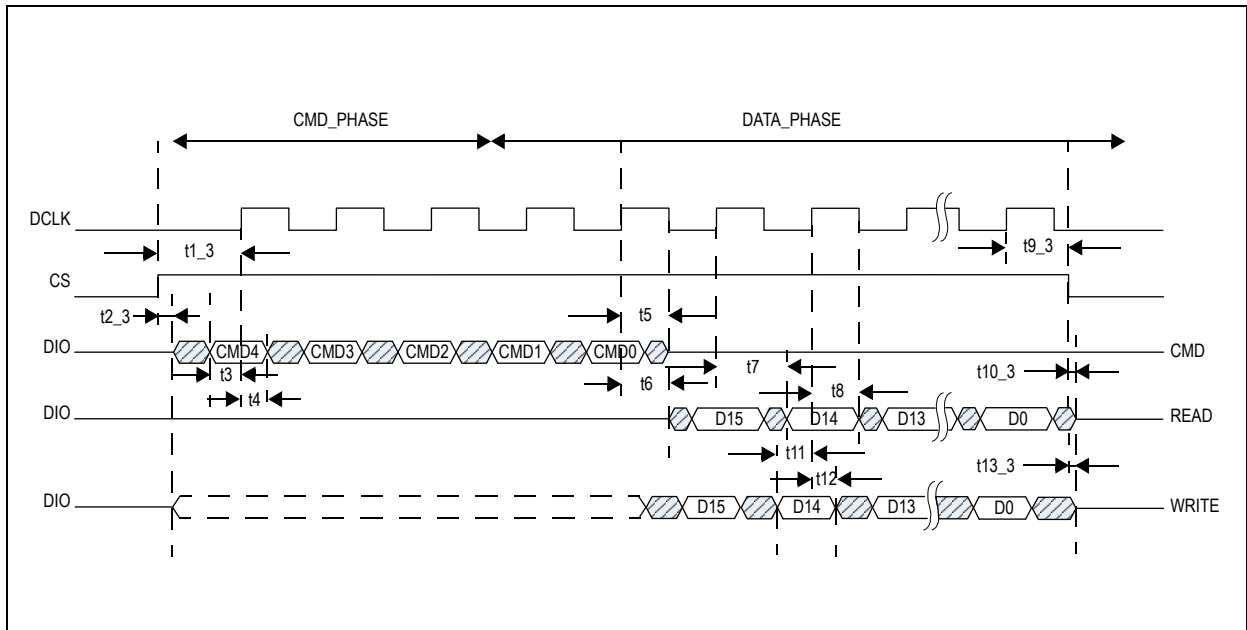 CMD_PHASE DATA_PHASE
DCLK
t1_3 t9_3
CS
t2_3 t5
DIO CMD4 CMD3 CMD2 CMD1 CMD0 CMD
t3 t6 t7 t10_3
t4 t8
DIO D15 D14 D13 D0 READ
t11 t13_3
t12
DIO D15 D14 D13 D0 WRITE